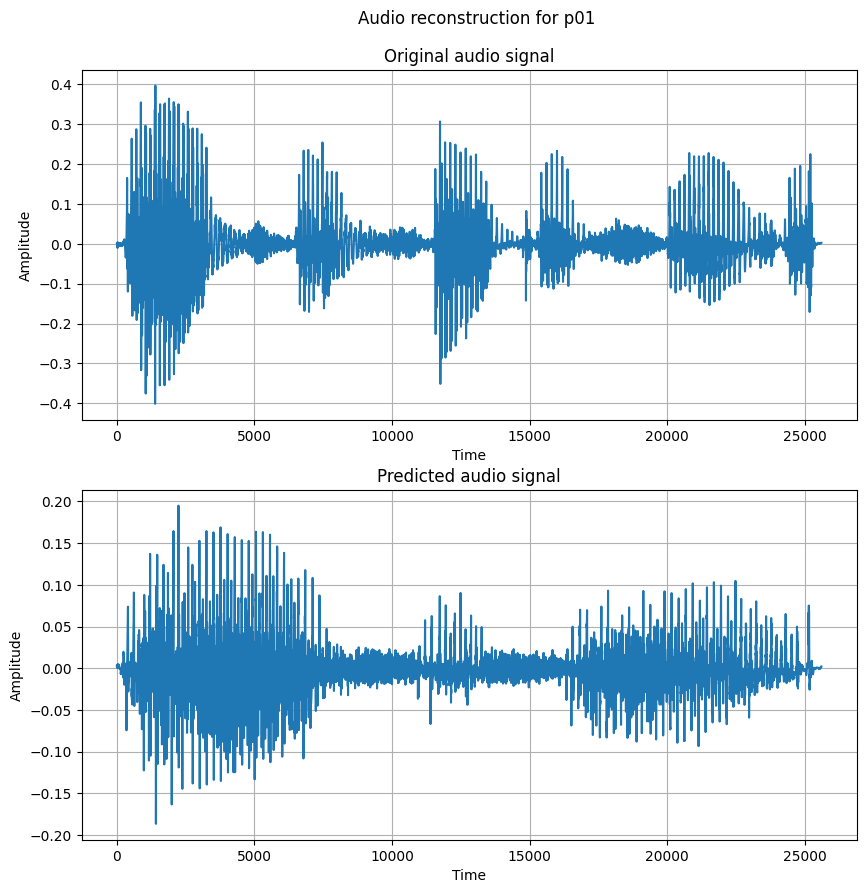 Audio reconstruction for p01
Original audio signal
0.4
0.3
0.2
0.1
0.0
−0.1
−0.2
−0.3
−0.4
Amplitude
0 5000 10000 15000 20000 25000
Time
Predicted audio signal
0.20
0.15
0.10
0.05
0.00
−0.05
−0.10
−0.15
−0.20
Amplitude
0 5000 10000 15000 20000 25000
Time